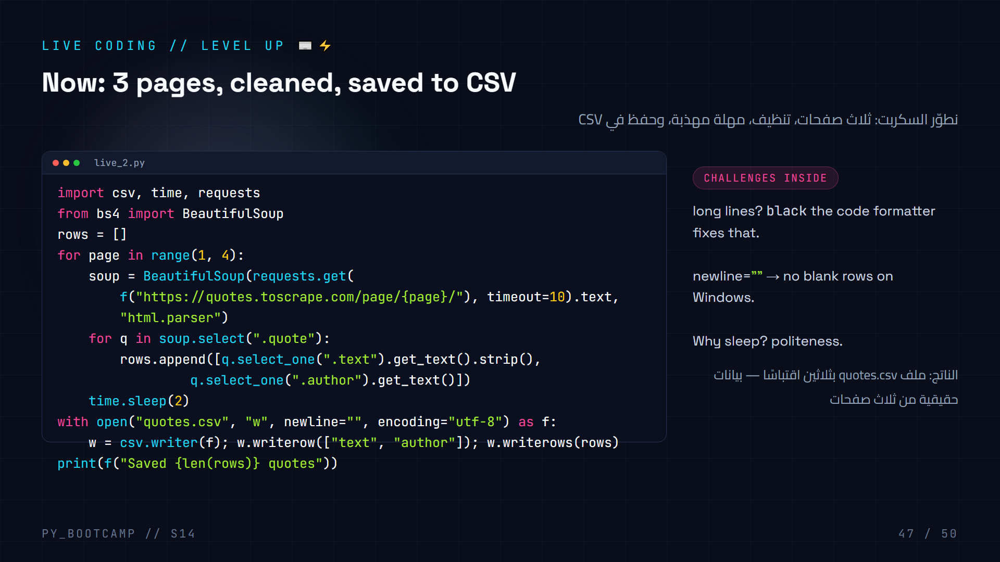 LIVE CODING // LEVEL UP ⌨️⚡
Now: 3 pages, cleaned, saved to CSV
نطوّر السكربت: ثلاث صفحات، تنظيف، مهلة مهذبة، وحفظ في CSV
live_2.py
import csv, time, requests
from bs4 import BeautifulSoup
rows = []
for page in range(1, 4):
    soup = BeautifulSoup(requests.get(
        f("https://quotes.toscrape.com/page/{page}/"), timeout=10).text,
        "html.parser")
    for q in soup.select(".quote"):
        rows.append([q.select_one(".text").get_text().strip(),
                 q.select_one(".author").get_text()])
    time.sleep(2)
with open("quotes.csv", "w", newline="", encoding="utf-8") as f:
    w = csv.writer(f); w.writerow(["text", "author"]); w.writerows(rows)
print(f("Saved {len(rows)} quotes"))
CHALLENGES INSIDE
long lines? black the code formatter
fixes that.
newline="" → no blank rows on
Windows.
Why sleep? politeness.
الناتج: ملف quotes.csv بثلاثين اقتباسًا — بيانات
حقيقية من ثلاث صفحات
PY_BOOTCAMP // S14
47 / 50